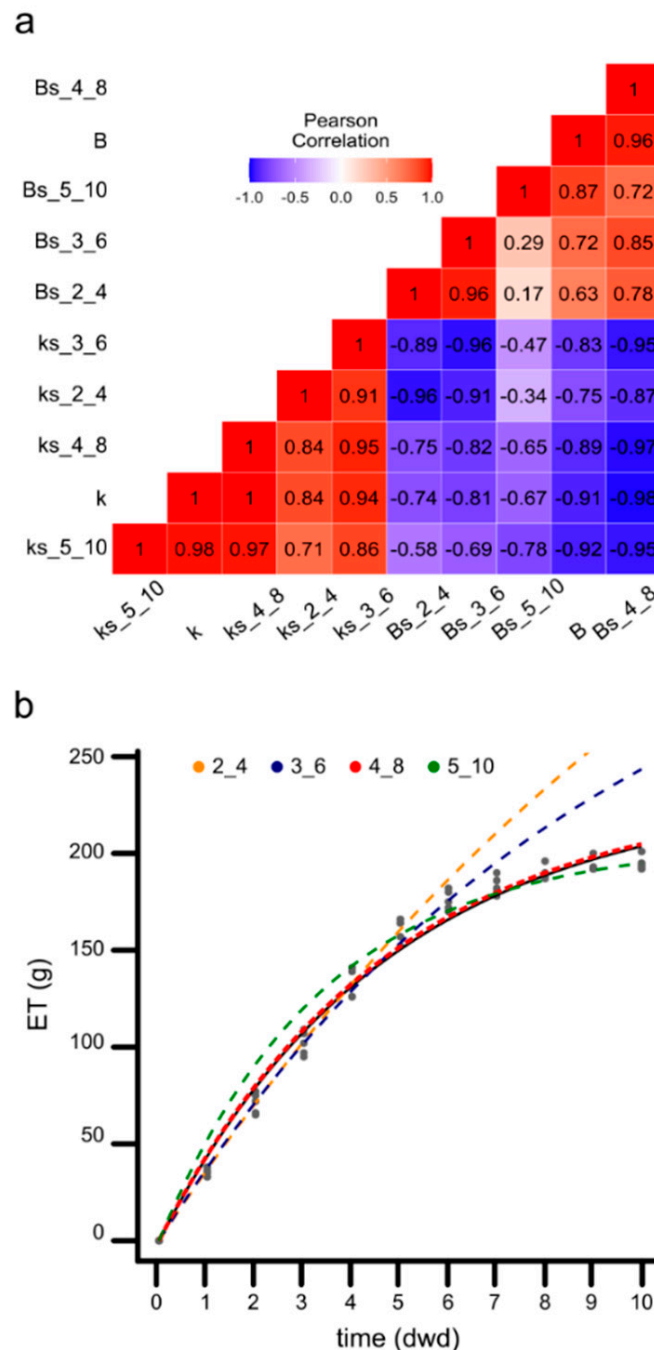 a
Pearson
Correlation
-1.0 -0.5 0.0 0.5 1.0
Bs_4_8 1
B 1 0.96
Bs_5_10 1 0.87 0.72
Bs_3_6 1 0.29 0.72 0.85
Bs_2_4 1 0.96 0.17 0.63 0.78
ks_3_6 1 -0.89 -0.96 -0.47 -0.83 -0.95
ks_2_4 1 0.91 -0.96 -0.91 -0.34 -0.75 -0.87
ks_4_8 1 0.84 0.95 -0.75 -0.82 -0.65 -0.89 -0.97
k 1 1 0.84 0.94 -0.74 -0.81 -0.67 -0.91 -0.98
ks_5_10 1 0.98 0.97 0.71 0.86 -0.58 -0.69 -0.78 -0.92 -0.95
ks_5_10 k ks_4_8 ks_2_4 ks_3_6 Bs_2_4 Bs_3_6 Bs_5_10 B Bs_4_8
b
2_4 3_6 4_8 5_10
250
200
150
100
50
0
ET (g)
0 1 2 3 4 5 6 7 8 9 10
time (dwd)